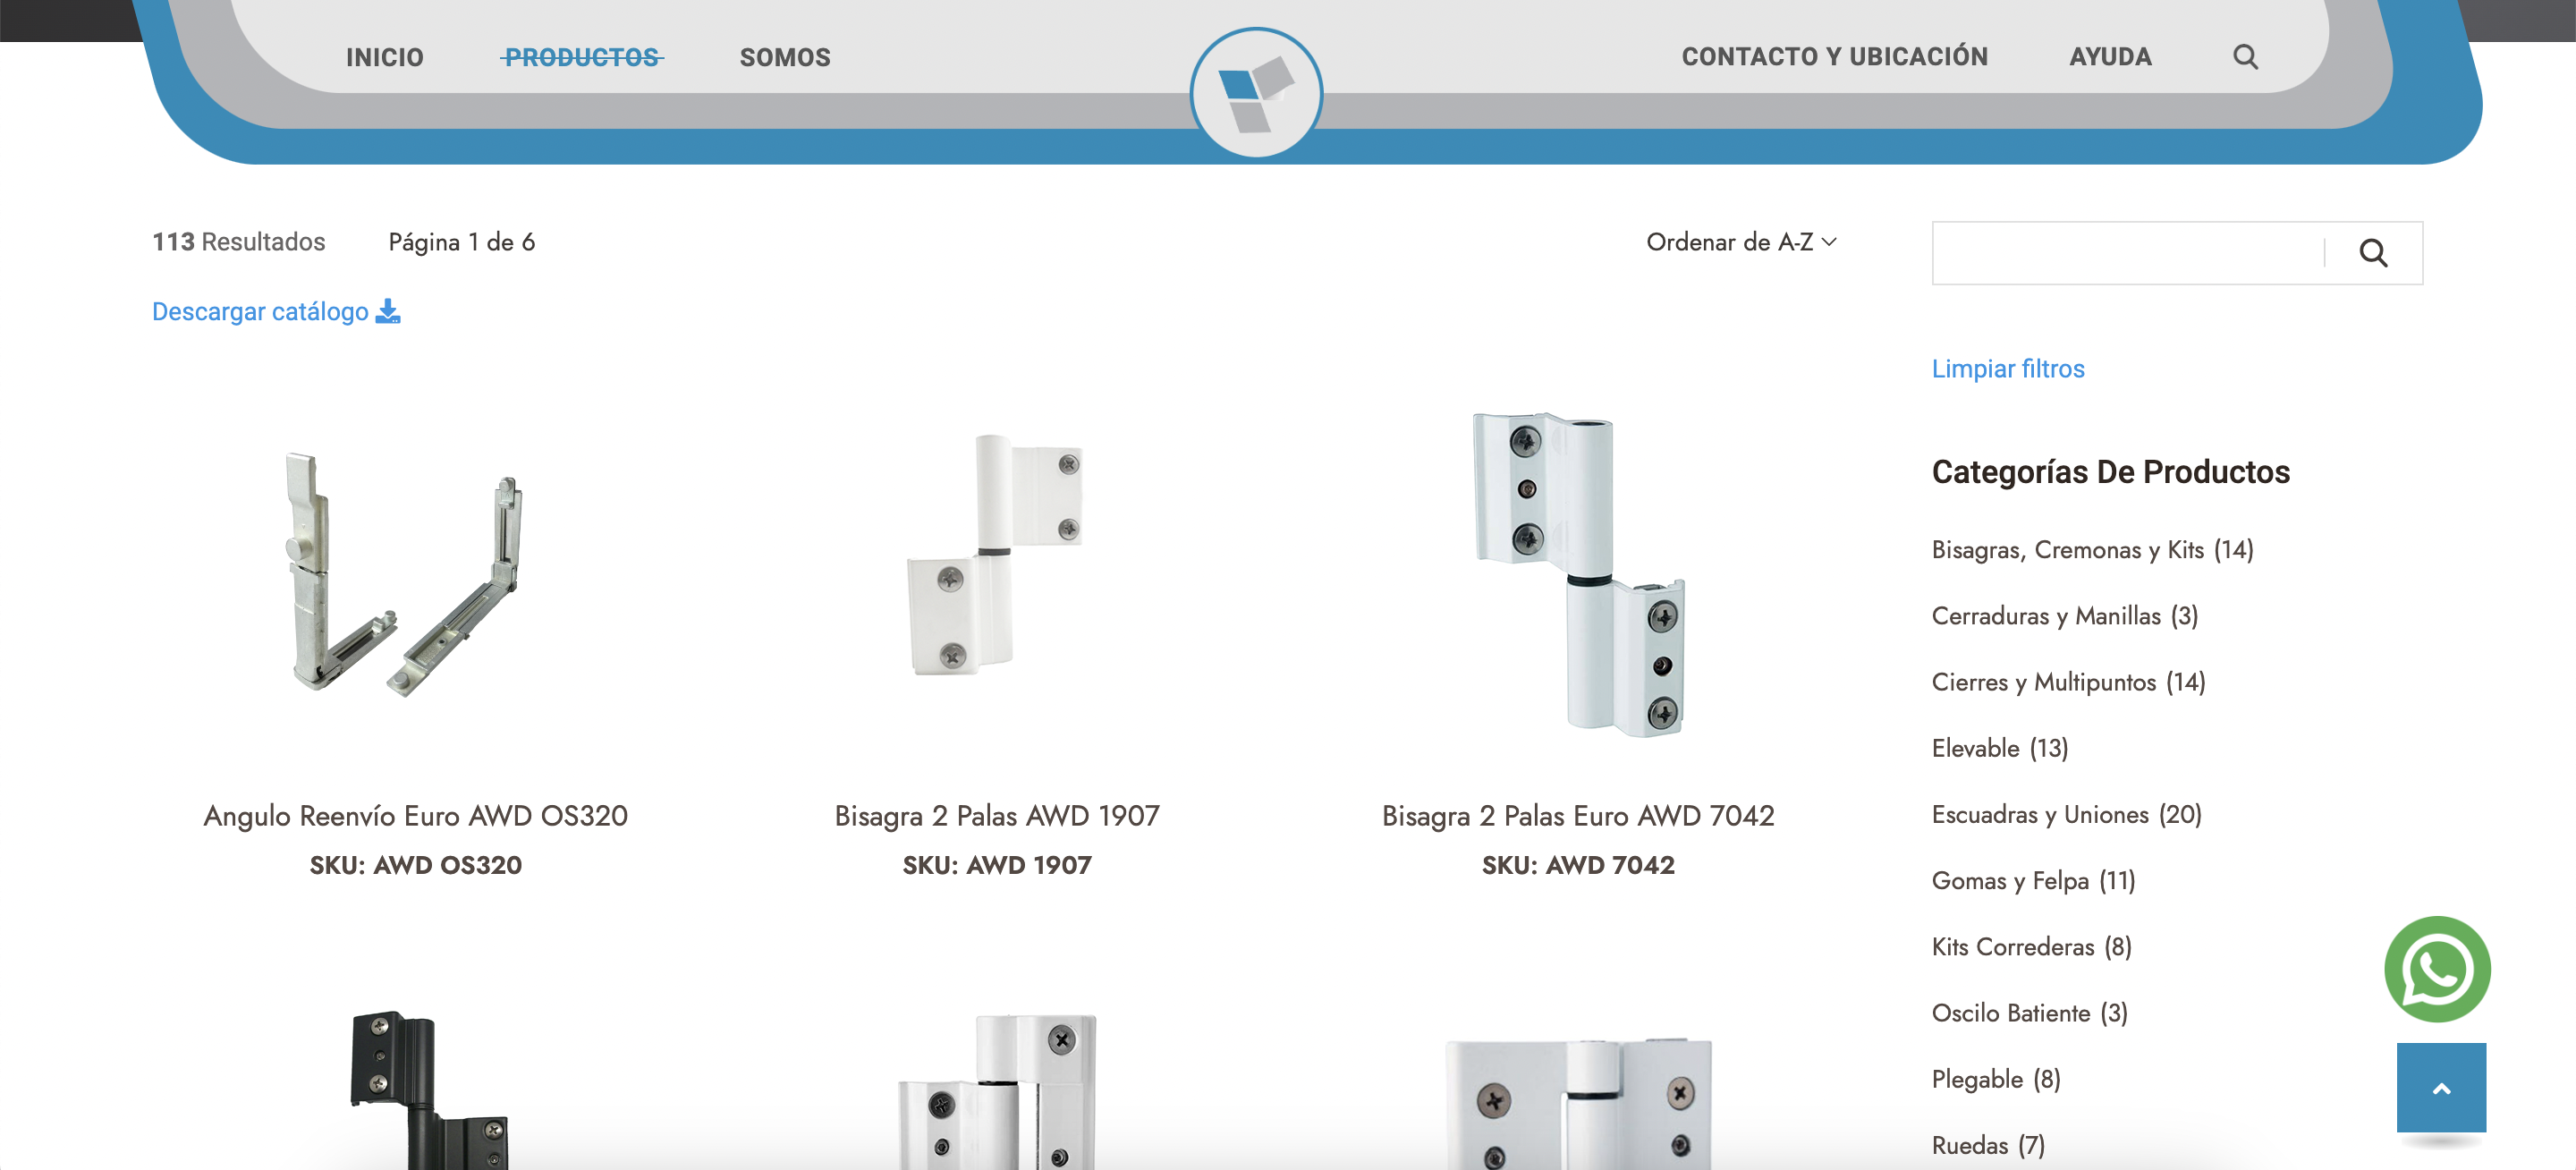 INICIO
PRODUCTOS
SOMOS
CONTACTO Y UBICACIÓN
AYUDA
113 Resultados
Página 1 de 6
Ordenar de A-Z
Descargar catálogo
Limpiar filtros
Categorías De Productos
Bisagras, Cremonas y Kits (14)
Cerraduras y Manillas (3)
Cierres y Multipuntos (14)
Elevable (13)
Escuadras y Uniones (20)
Gomas y Felpa (11)
Kits Correderas (8)
Oscilo Batiente (3)
Plegable (8)
Ruedas (7)
Angulo Reenvío Euro AWD OS320
SKU: AWD OS320
Bisagra 2 Palas AWD 1907
SKU: AWD 1907
Bisagra 2 Palas Euro AWD 7042
SKU: AWD 7042